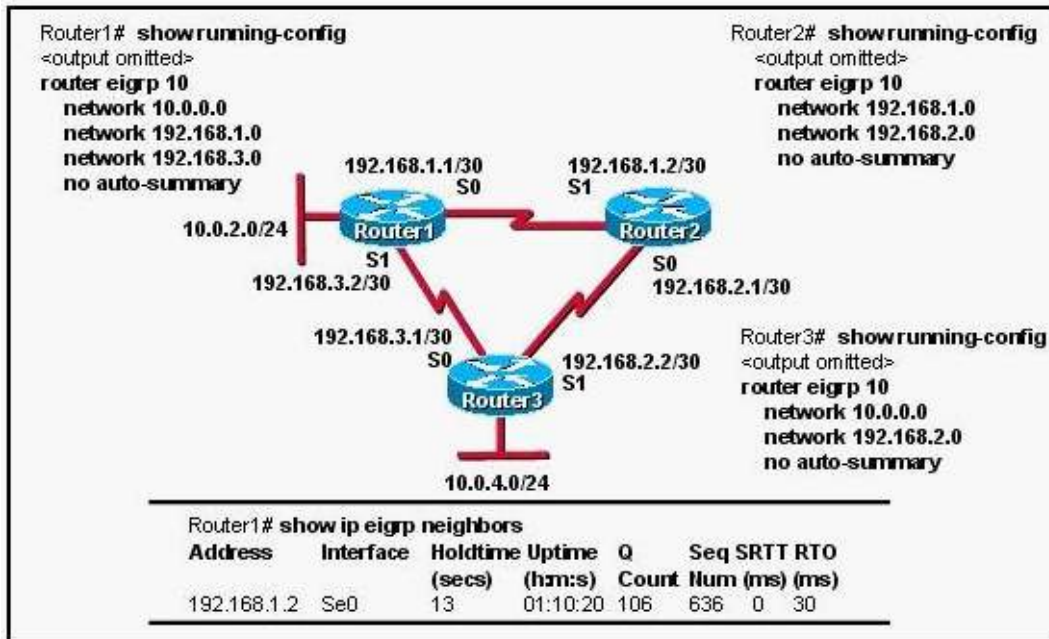 Router1# show running-config
<output omitted>
router eigrp 10
network 10.0.0.0
network 192.168.1.0
network 192.168.3.0
no auto-summary
Router2# show running-config
<output omitted>
router eigrp 10
network 192.168.1.0
network 192.168.2.0
no auto-summary
192.168.1.1/30
S0
192.168.1.2/30
S1
10.0.2.0/24
Router1
Router2
S1
192.168.3.2/30
S0
192.168.2.1/30
192.168.3.1/30
S0
192.168.2.2/30
S1
Router3
10.0.4.0/24
Router3# show running-config
<output omitted>
router eigrp 10
network 10.0.0.0
network 192.168.2.0
no auto-summary
Router1# show ip eigrp neighbors
Address Interface Holdtime Uptime Q Seq SRTT RTO
(secs) (h:m:s) Count Num (ms) (ms)
192.168.1.2 Se0 13 01:10:20 106 636 0 30